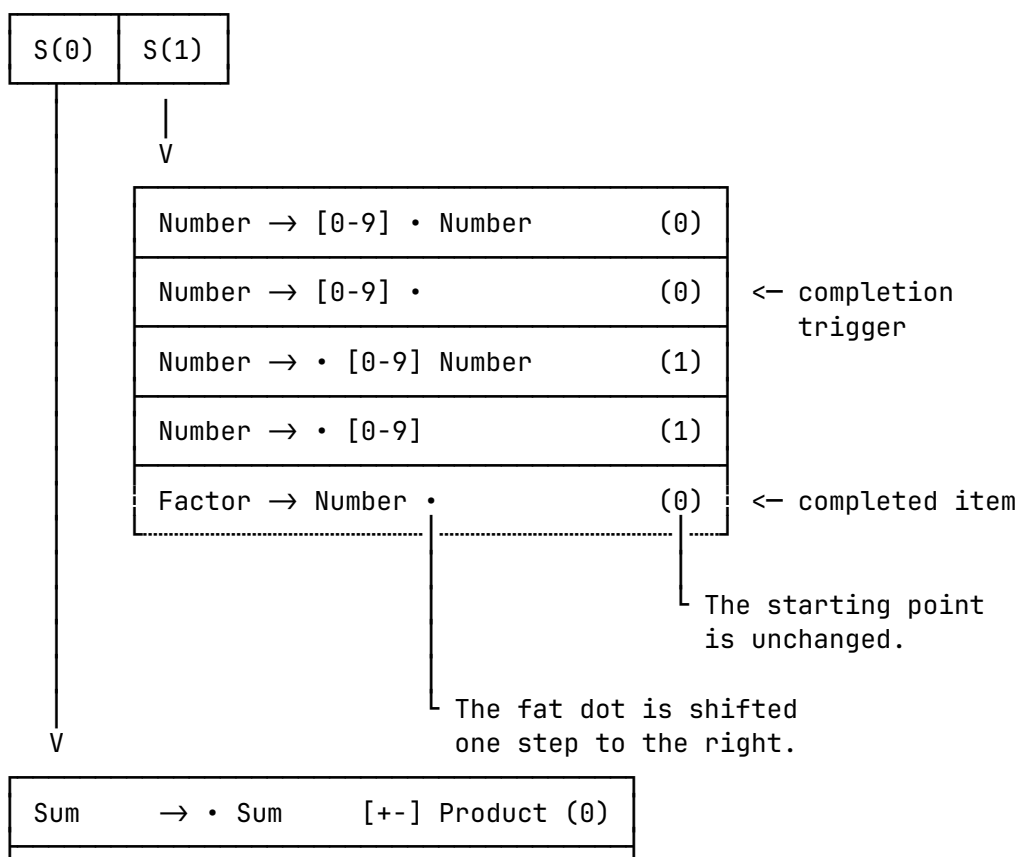 S(0) S(1)
V
Number → [0-9] • Number (0)
Number → [0-9] • (0) <— completion
trigger
Number → • [0-9] Number (1)
Number → • [0-9] (1)
Factor → Number • (0) <— completed item
The starting point
is unchanged.
The fat dot is shifted
V one step to the right.
Sum → • Sum [+-] Product (0)